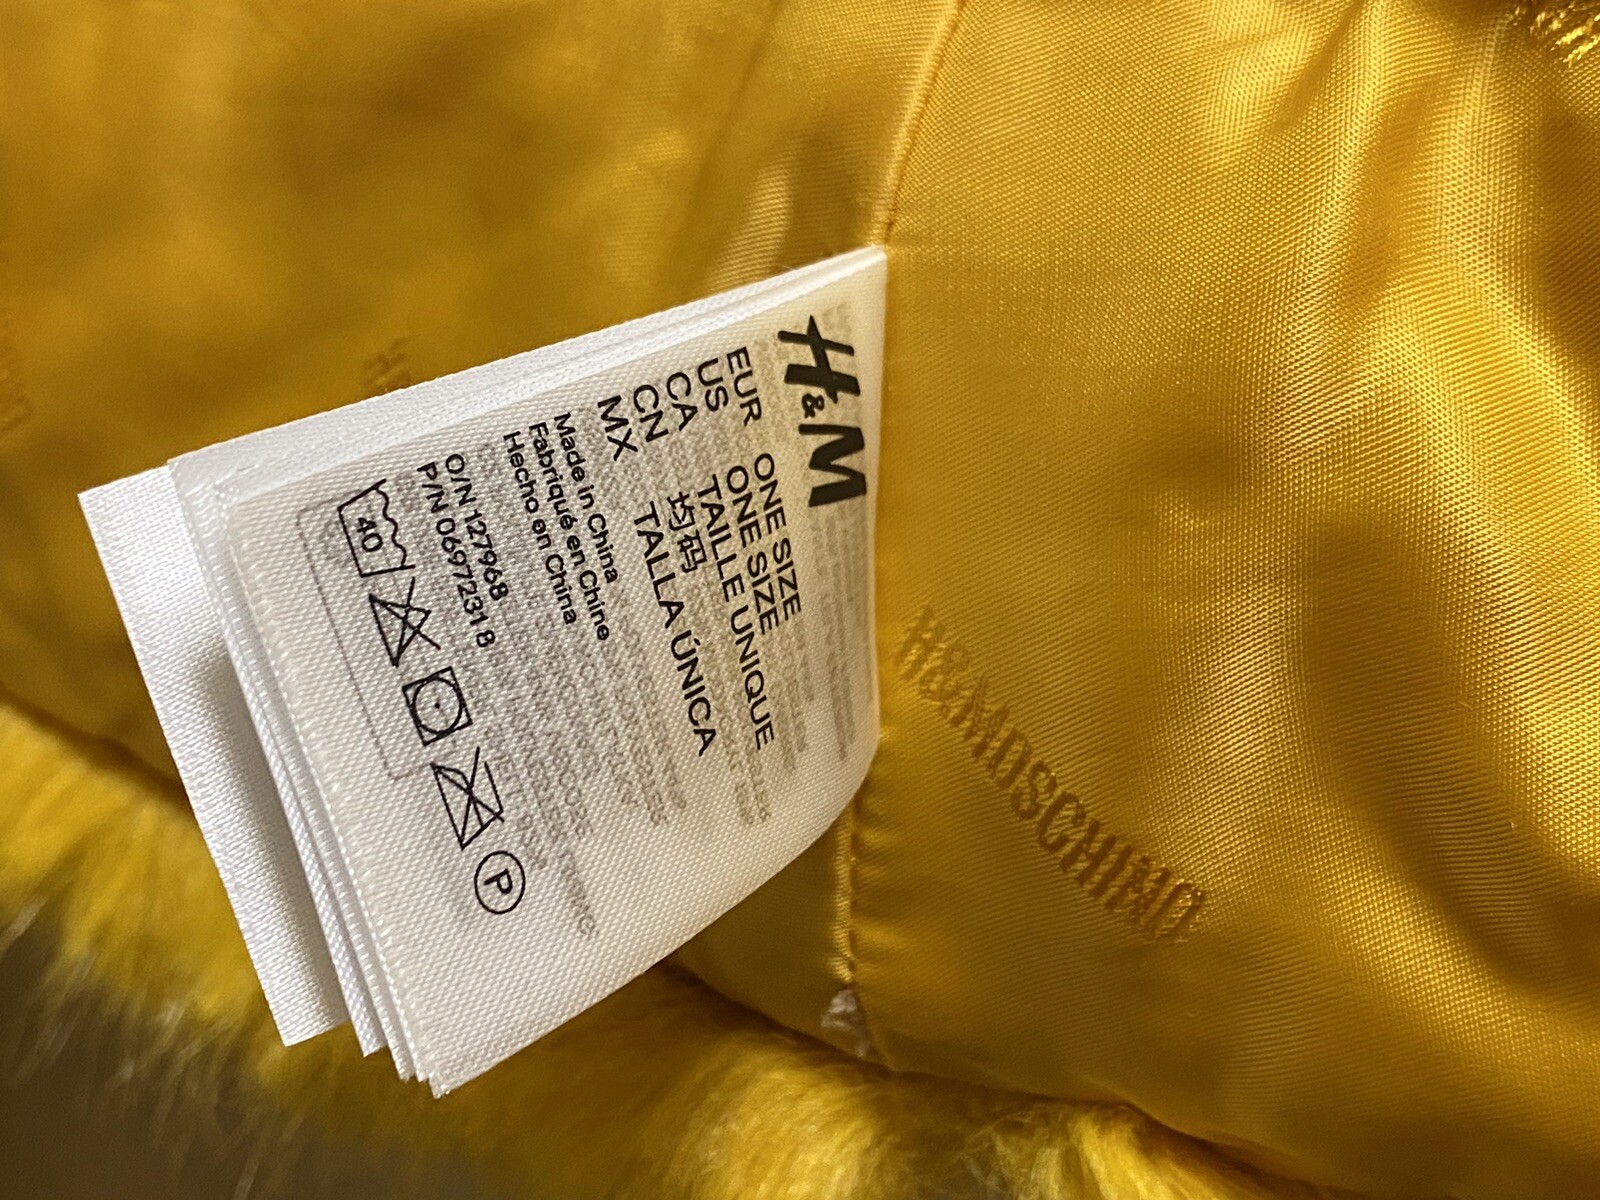 H&M
EUR ONE SIZE
US ONE SIZE
CA TAILLE UNIQUE
CN 均码
MX TALLA ÚNICA
Made in China
Fabriqué en Chine
Hecho en China
O/N 127968
P/N 0697231 8
40
P
H&MOSCHINO